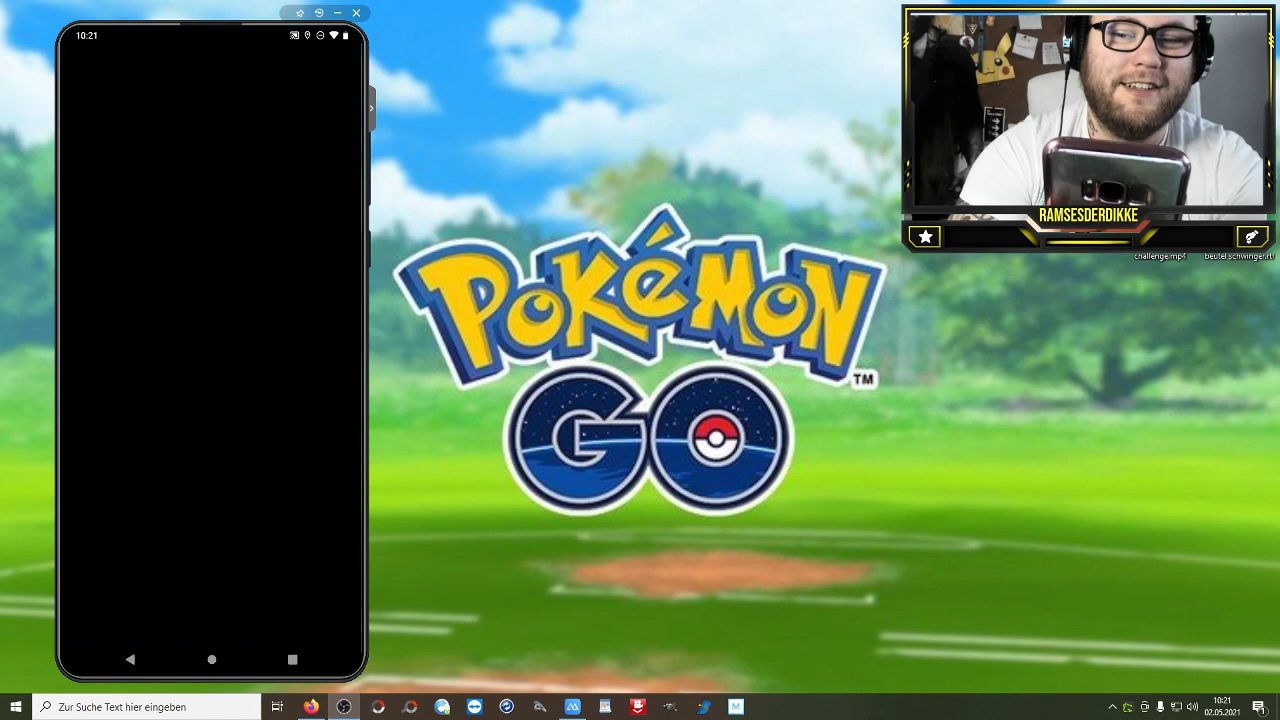 10:21
RAMSESDERDIKKE
challenge.mp4
beutel schwinger.rtf
POKéMON
TM
GO
Zur Suche Text hier eingeben
10:21
02.05.2021